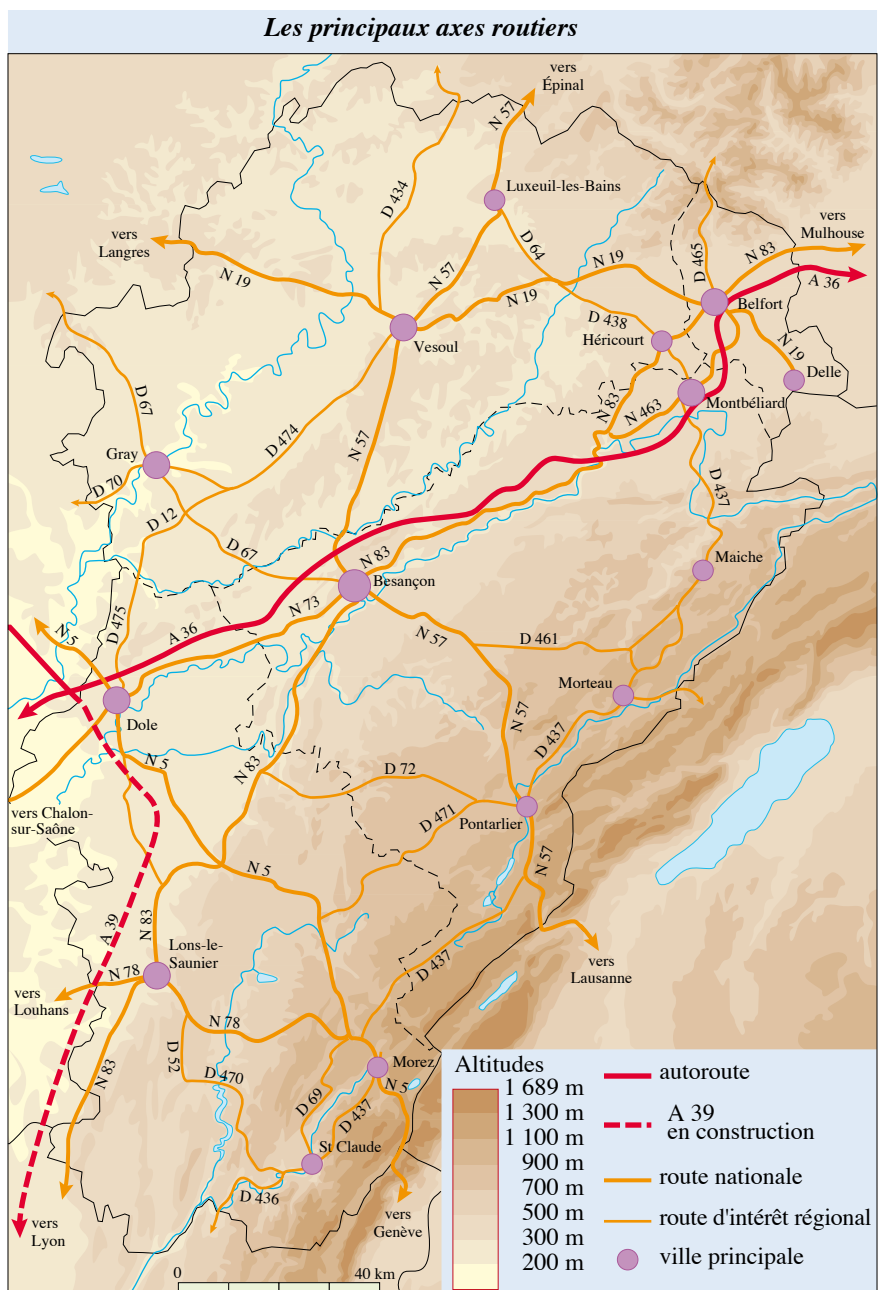 Les principaux axes routiers
vers
Épinal
N 57
Luxeuil-les-Bains
D 434
D 64
vers
Langres
N 19
N 57
N 19
N 19
D 465
N 83
vers
Mulhouse
A 36
Belfort
D 438
Héricourt
Vesoul
N 19
Delle
Montbéliard
N 83
N 463
D 67
D 474
N 57
Gray
D 70
D 12
D 67
D 437
N 83
Besançon
Maiche
N 73
D 475
A 36
N 5
N 57
D 461
Morteau
Dole
N 57
D 437
N 5
N 83
D 72
vers Chalon-
sur-Saône
D 471
Pontarlier
N 57
N 5
A 39
N 83
Lons-le-
Saunier
N 78
vers
Louhans
D 437
vers
Lausanne
N 78
D 52
D 470
N 83
Morez
N 5
D 69
D 437
St Claude
D 436
vers
Lyon
vers
Genève
0
40 km
Altitudes
1 689 m
1 300 m
1 100 m
900 m
700 m
500 m
300 m
200 m
autoroute
A 39
en construction
route nationale
route d'intérêt régional
ville principale